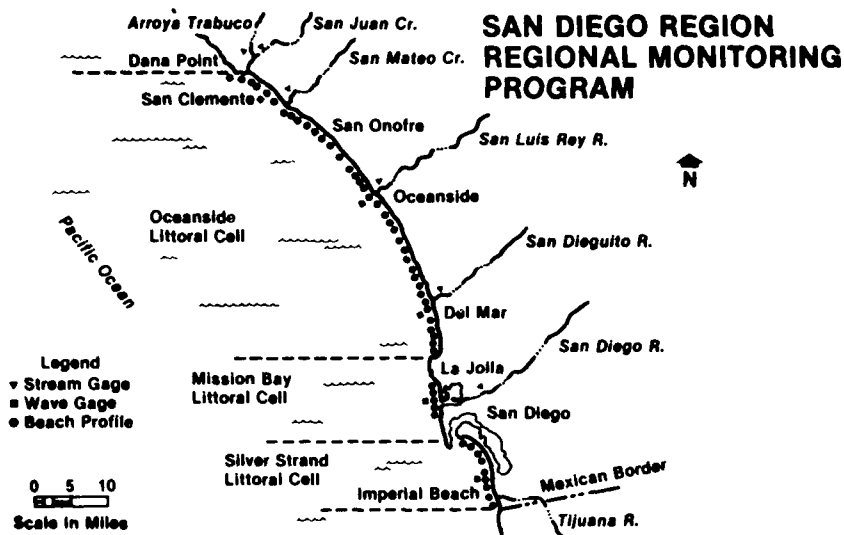 SAN DIEGO REGION
REGIONAL MONITORING
PROGRAM
Arroya Trabuco
San Juan Cr.
San Mateo Cr.
Dana Point
San Clemente
San Onofre
San Luis Rey R.
N
Oceanside
Oceanside
Littoral Cell
Pacific Ocean
San Dieguito R.
Del Mar
San Diego R.
La Jolla
Legend
Stream Gage
Wave Gage
Beach Profile
Mission Bay
Littoral Cell
San Diego
Silver Strand
Littoral Cell
Mexican Border
Imperial Beach
Tijuana R.
0 5 10
Scale in Miles